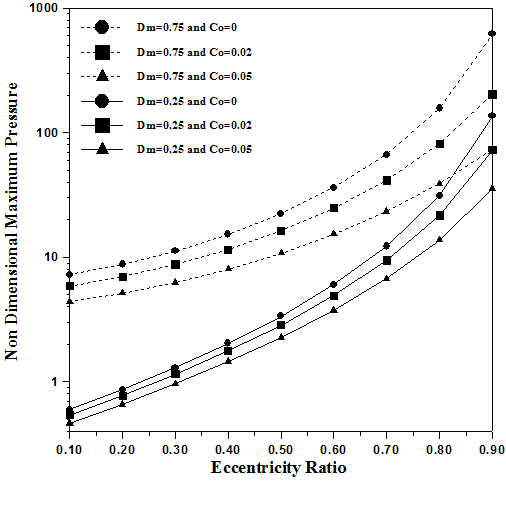 1000
Dm=0.75 and Co=0
Dm=0.75 and Co=0.02
Dm=0.75 and Co=0.05
Dm=0.25 and Co=0
Dm=0.25 and Co=0.02
Dm=0.25 and Co=0.05
100
10
1
Non Dimensional Maximum Pressure
0.10 0.20 0.30 0.40 0.50 0.60 0.70 0.80 0.90
Eccentricity Ratio